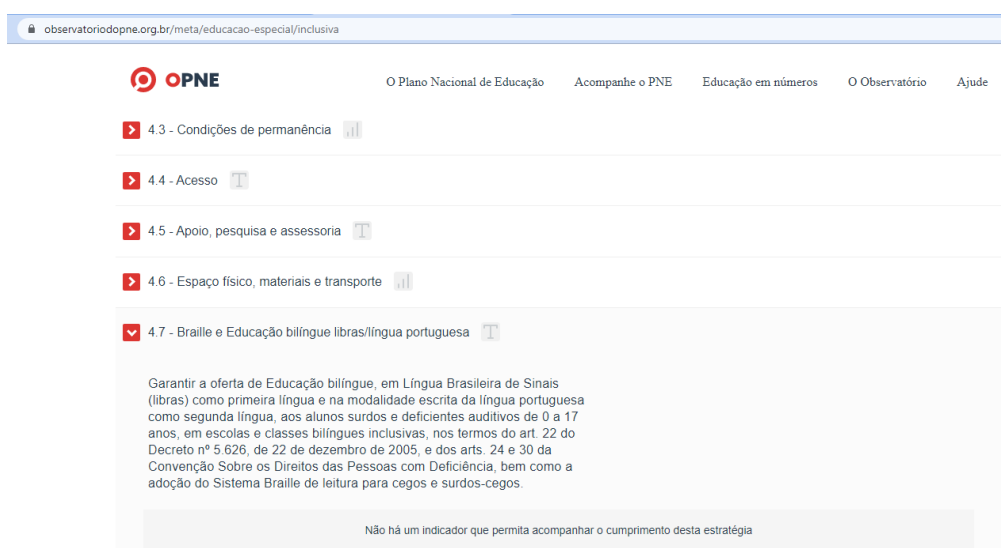 observatoriodopne.org.br/meta/educacao-especial/inclusiva
OPNE
O Plano Nacional de Educação Acompanhe o PNE Educação em números O Observatório Ajude
4.3 - Condições de permanência
4.4 - Acesso T
4.5 - Apoio, pesquisa e assessoria T
4.6 - Espaço físico, materiais e transporte
4.7 - Braille e Educação bilíngue libras/língua portuguesa T
Garantir a oferta de Educação bilíngue, em Língua Brasileira de Sinais
(libras) como primeira língua e na modalidade escrita da língua portuguesa
como segunda língua, aos alunos surdos e deficientes auditivos de 0 a 17
anos, em escolas e classes bilíngues inclusivas, nos termos do art. 22 do
Decreto nº 5.626, de 22 de dezembro de 2005, e dos arts. 24 e 30 da
Convenção Sobre os Direitos das Pessoas com Deficiência, bem como a
adoção do Sistema Braille de leitura para cegos e surdos-cegos.
Não há um indicador que permita acompanhar o cumprimento desta estratégia